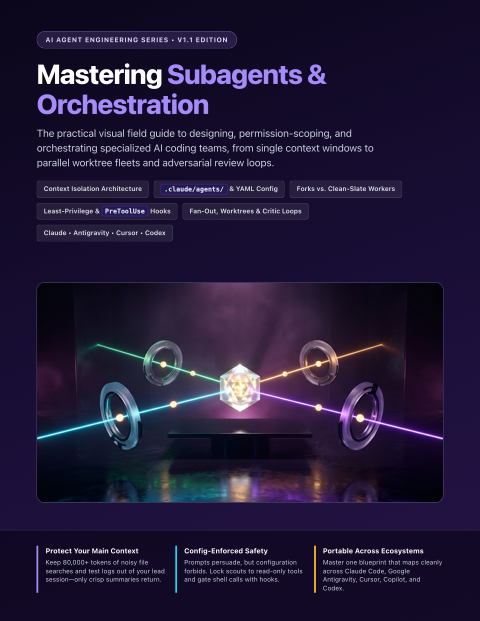 AI AGENT ENGINEERING SERIES • V1.1 EDITION
Mastering Subagents &
Orchestration
The practical visual field guide to designing, permission-scoping, and
orchestrating specialized AI coding teams, from single context windows to
parallel worktree fleets and adversarial review loops.
Context Isolation Architecture
.claude/agents/ & YAML Config
Forks vs. Clean-Slate Workers
Least-Privilege & PreToolUse Hooks
Fan-Out, Worktrees & Critic Loops
Claude • Antigravity • Cursor • Codex
Protect Your Main Context
Keep 80,000+ tokens of noisy file
searches and test logs out of your lead
session—only crisp summaries return.
Config-Enforced Safety
Prompts persuade, but configuration
forbids. Lock scouts to read-only tools
and gate shell calls with hooks.
Portable Across Ecosystems
Master one blueprint that maps cleanly
across Claude Code, Google
Antigravity, Cursor, Copilot, and
Codex.